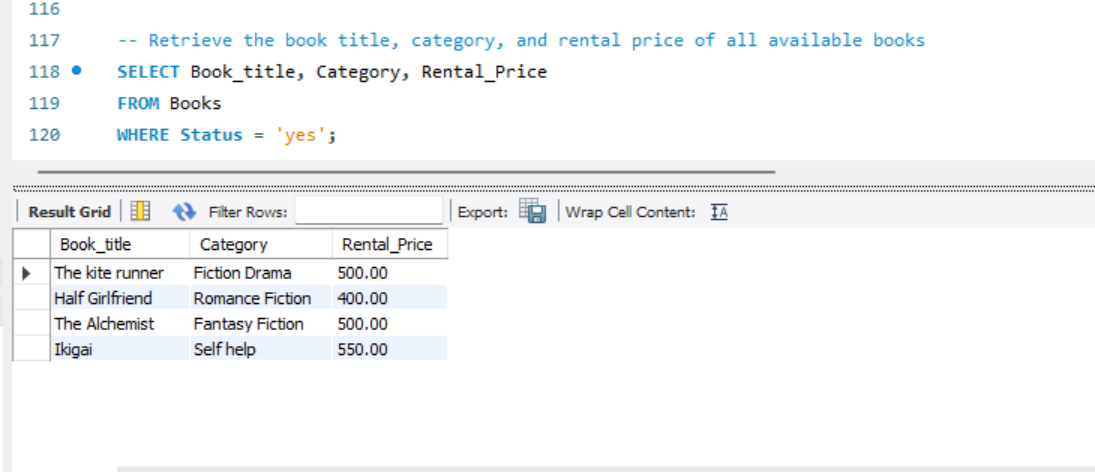 116
117 -- Retrieve the book title, category, and rental price of all available books
118 SELECT Book_title, Category, Rental_Price
119 FROM Books
120 WHERE Status = 'yes';
Result Grid Filter Rows: Export: Wrap Cell Content: IA
Book_title Category Rental_Price
The kite runner Fiction Drama 500.00
Half Girlfriend Romance Fiction 400.00
The Alchemist Fantasy Fiction 500.00
Ikigai Self help 550.00